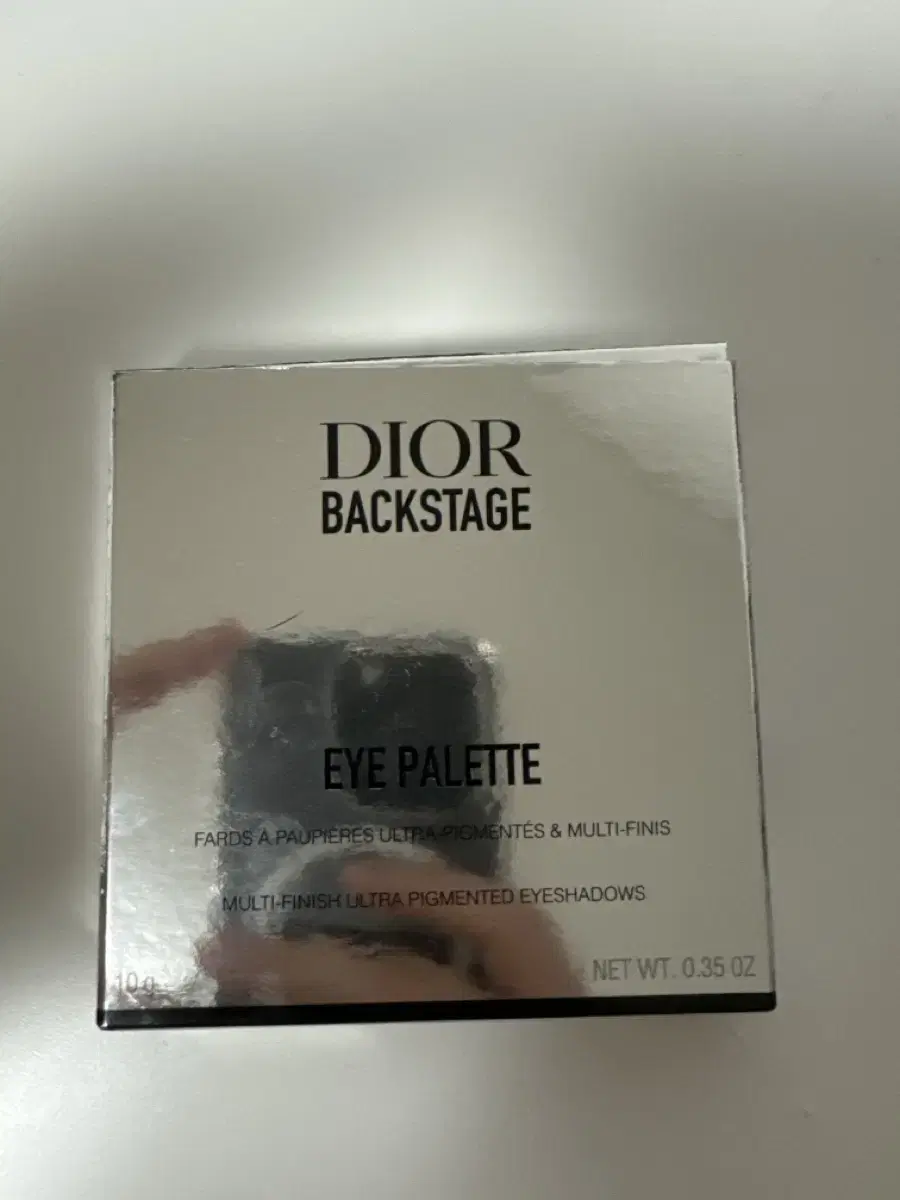 DIOR
BACKSTAGE
EYE PALETTE
FARDS À PAUPIÈRES ULTRA-PIGMENTÉS & MULTI-FINIS
MULTI-FINISH ULTRA PIGMENTED EYESHADOWS
10 g
NET WT. 0.35 OZ